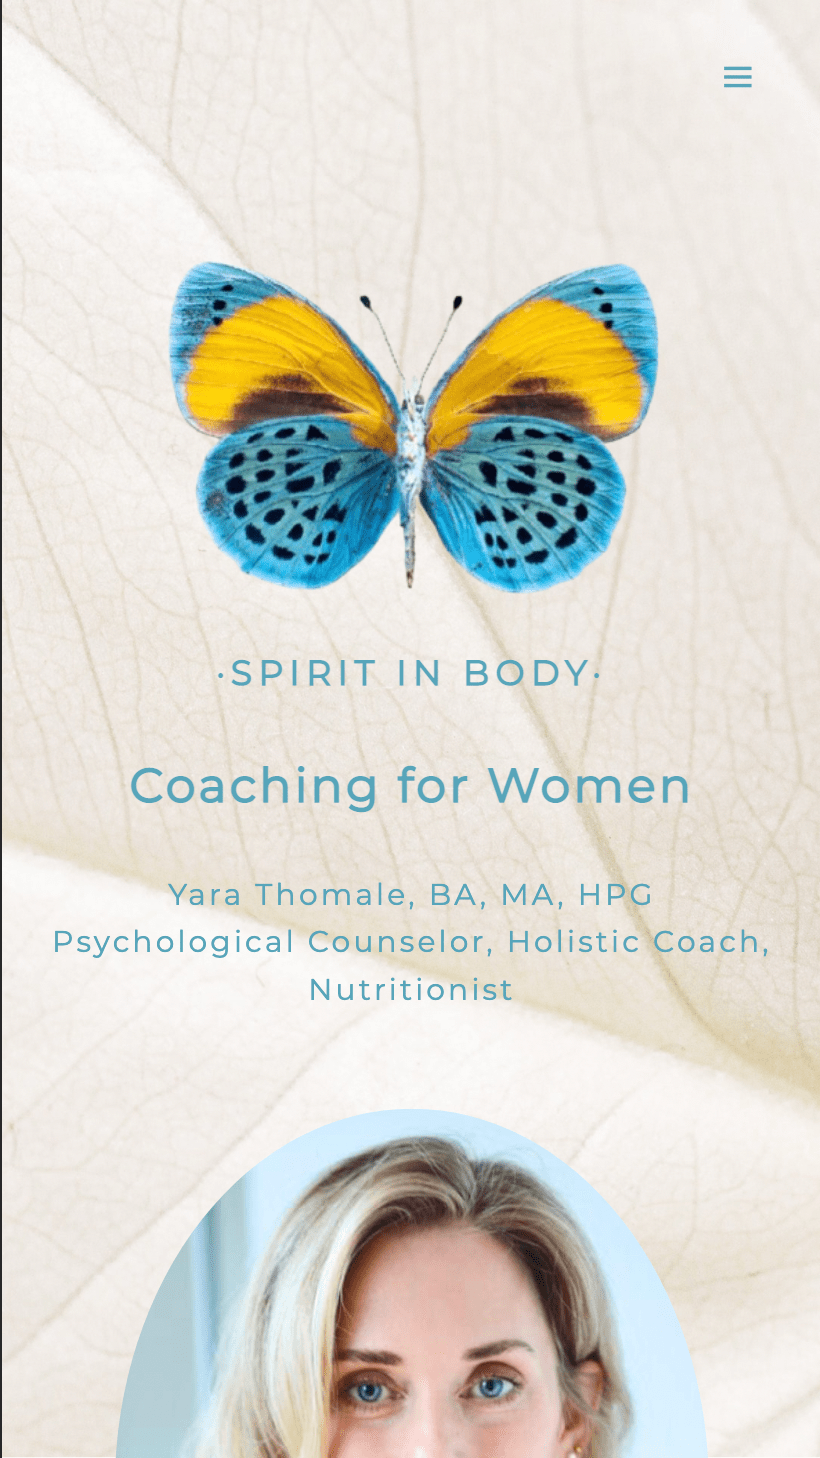 ·SPIRIT IN BODY·
Coaching for Women
Yara Thomale, BA, MA, HPG
Psychological Counselor, Holistic Coach,
Nutritionist